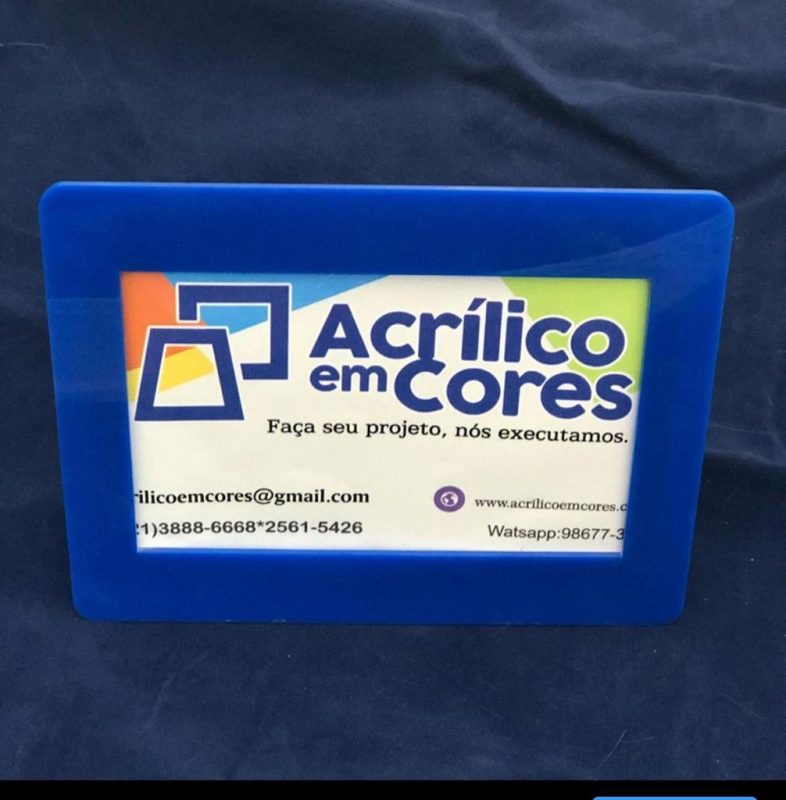 Acrílico
em Cores
Faça seu projeto, nós executamos.
rilicoemcores@gmail.com
www.acrilicoemcores.c
1)3888-6668*2561-5426
Watsapp:98677-3